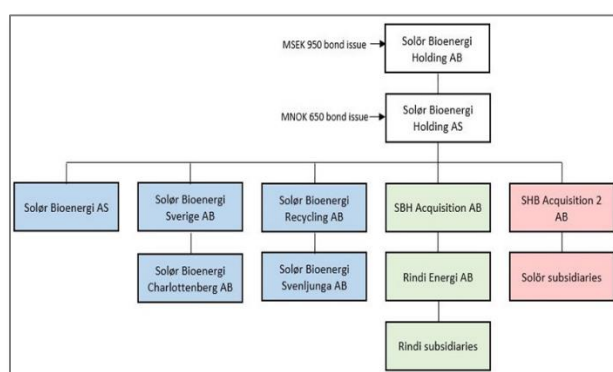 MSEK 950 bond issue
Solör Bioenergi
Holding AB
MNOK 650 bond issue
Solør Bioenergi
Holding AS
Solør Bioenergi AS
Solør Bioenergi
Sverige AB
Solør Bioenergi
Recycling AB
SBH Acquisition AB
SHB Acquisition 2
AB
Solør Bioenergi
Charlottenberg AB
Solør Bioenergi
Svenljunga AB
Rindi Energi AB
Solör subsidiaries
Rindi subsidiaries